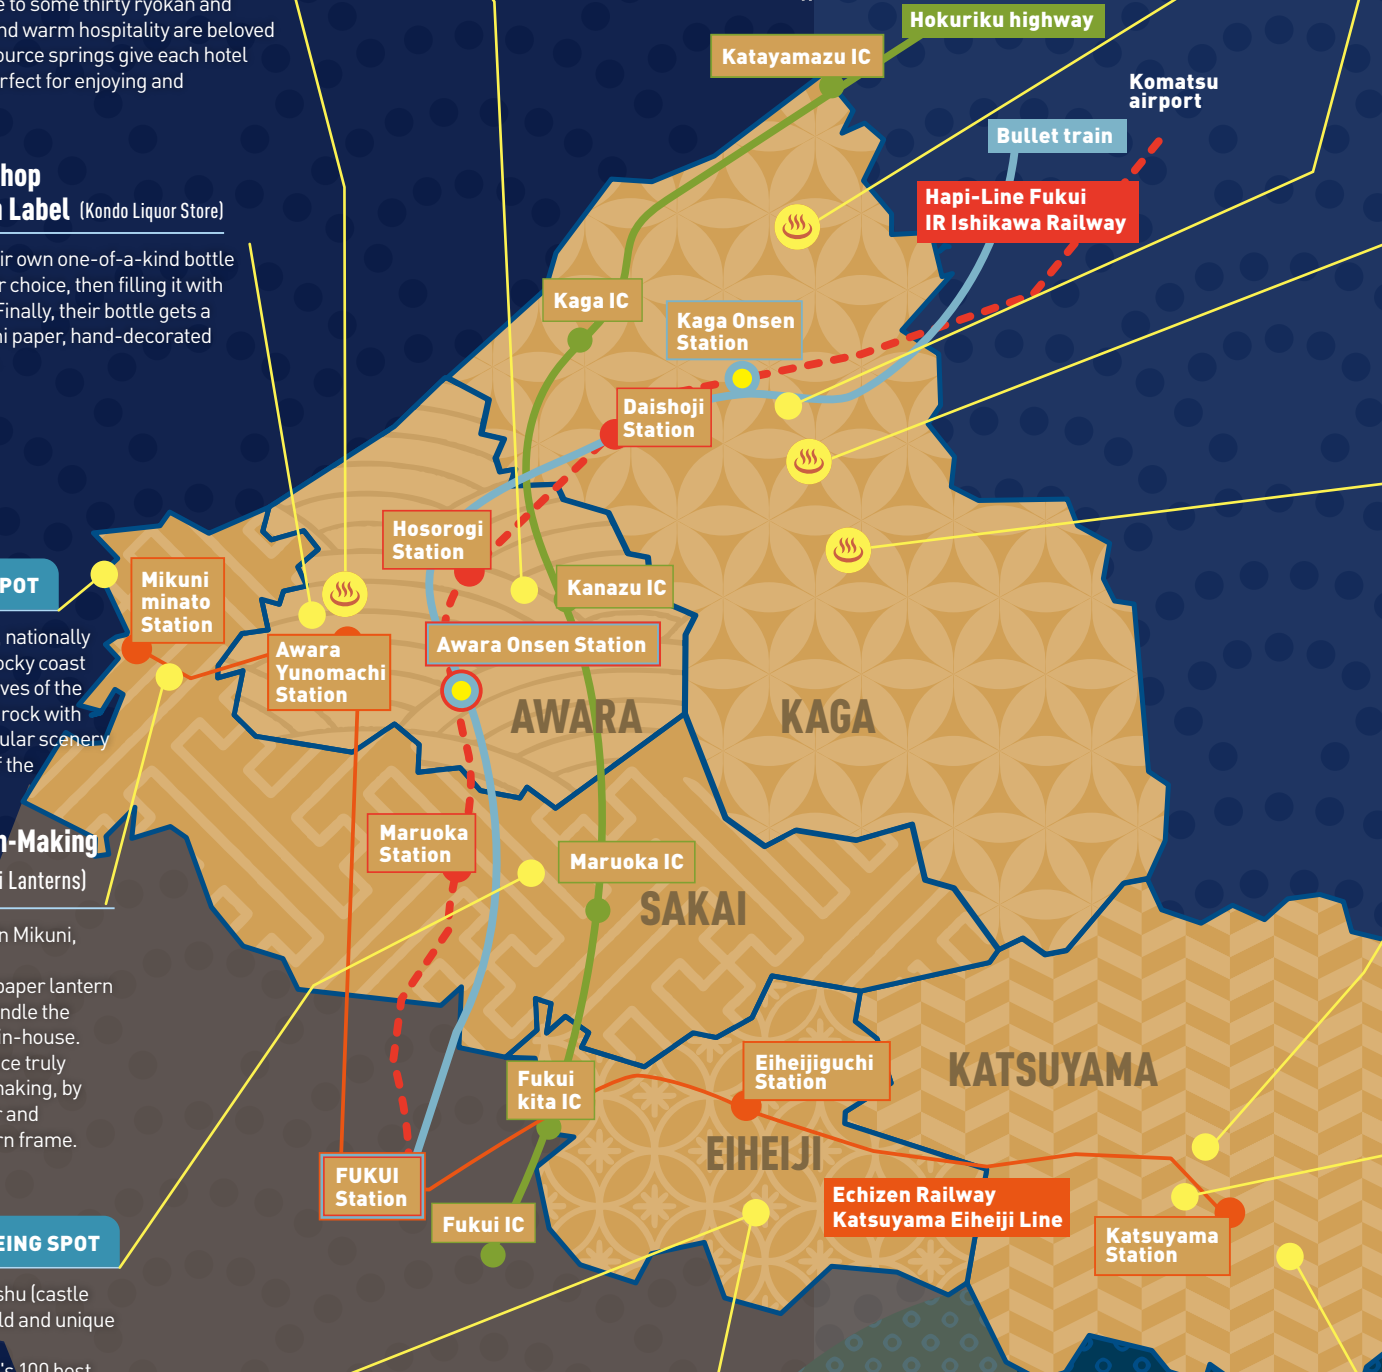 e to some thirty ryokan and
nd warm hospitality are beloved
ource springs give each hotel
rfect for enjoying and
hop
Label (Kondo Liquor Store)
ir own one-of-a-kind bottle
r choice, then filling it with
Finally, their bottle gets a
i paper, hand-decorated
POT
nationally
ocky coast
ves of the
rock with
ular scenery
f the
n-Making
i Lanterns)
n Mikuni,
paper lantern
ndle the
in-house.
ce truly
making, by
r and
rn frame.
EING SPOT
shu (castle
ld and unique
's 100 best
Hokuriku highway
Katayamazu IC
Komatsu
airport
Bullet train
Hapi-Line Fukui
IR Ishikawa Railway
Kaga IC
Kaga Onsen
Station
Daishoji
Station
Hosorogi
Station
Mikuni
minato
Station
Kanazu IC
Awara
Yunomachi
Station
Awara Onsen Station
AWARA
KAGA
Maruoka
Station
Maruoka IC
SAKAI
Fukui
kita IC
Eiheijiguchi
Station
KATSUYAMA
EIHEIJI
FUKUI
Station
Fukui IC
Echizen Railway
Katsuyama Eiheiji Line
Katsuyama
Station